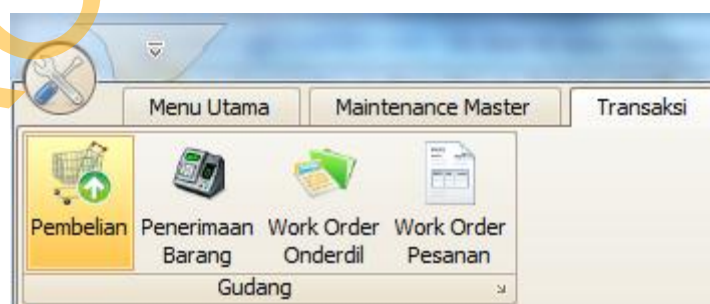 Menu Utama Maintenance Master Transaksi
Pembelian Penerimaan Barang Work Order Onderdil Work Order Pesanan
Gudang